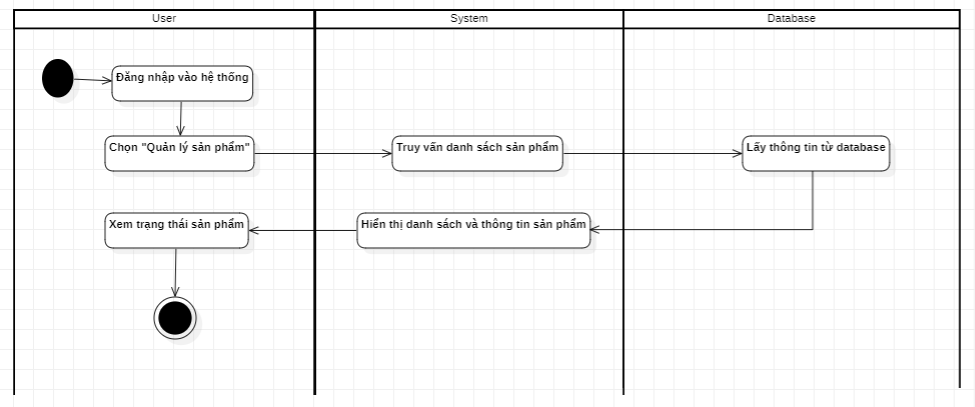 User
System
Database
Đăng nhập vào hệ thống
Chọn "Quản lý sản phẩm"
Truy vấn danh sách sản phẩm
Lấy thông tin từ database
Xem trạng thái sản phẩm
Hiển thị danh sách và thông tin sản phẩm